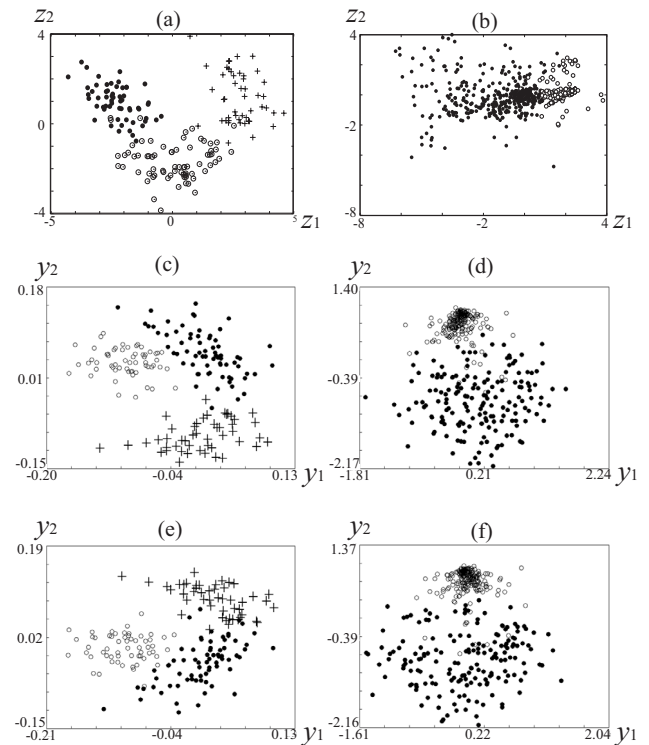 z2 (a)
4
0
-4
-5 0 5 z1
z2 (b)
4
-2
-8
-8 -2 4 z1
y2 (c)
0.18
0.01
-0.15
-0.20 -0.04 0.13 y1
y2 (d)
1.40
-0.39
-2.17
-1.81 0.21 2.24 y1
y2 (e)
0.19
0.02
-0.15
-0.21 -0.04 0.13 y1
y2 (f)
1.37
-0.39
-2.16
-1.61 0.22 2.04 y1